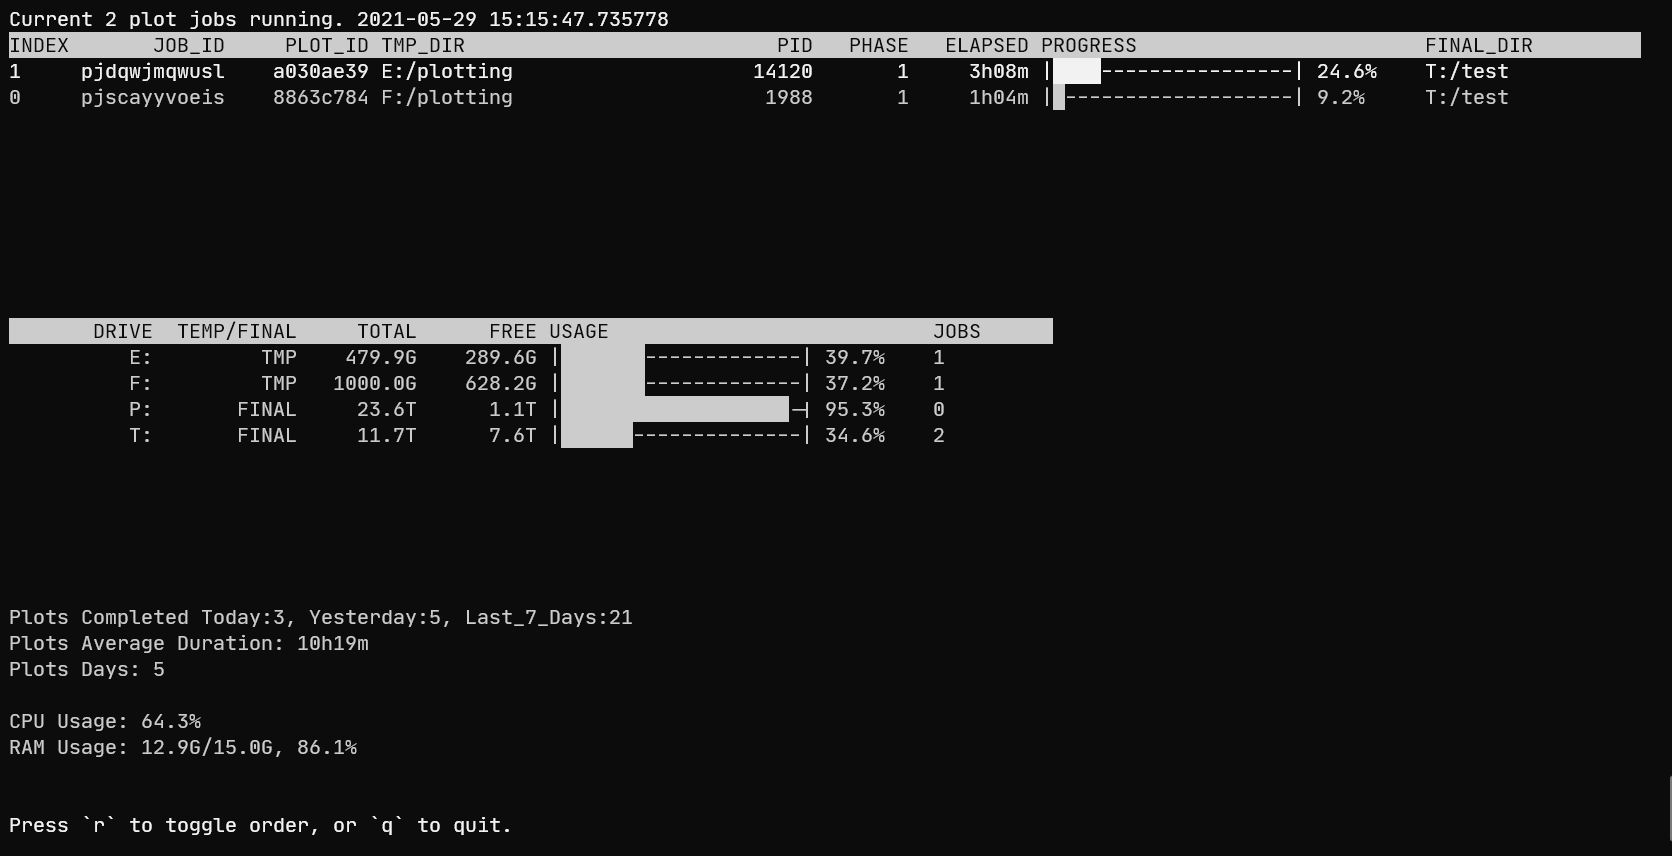 Current 2 plot jobs running. 2021-05-29 15:15:47.735778
INDEX JOB_ID PLOT_ID TMP_DIR PID PHASE ELAPSED PROGRESS FINAL_DIR
1 pjdqwjmqwusl a030ae39 E:/plotting 14120 1 3h08m |----------------| 24.6% T:/test
0 pjscayyvoeis 8863c784 F:/plotting 1988 1 1h04m |-------------------| 9.2% T:/test
DRIVE TEMP/FINAL TOTAL FREE USAGE JOBS
E: TMP 479.9G 289.6G |-------------| 39.7% 1
F: TMP 1000.0G 628.2G |-------------| 37.2% 1
P: FINAL 23.6T 1.1T |-| 95.3% 0
T: FINAL 11.7T 7.6T |--------------| 34.6% 2
Plots Completed Today:3, Yesterday:5, Last_7_Days:21
Plots Average Duration: 10h19m
Plots Days: 5
CPU Usage: 64.3%
RAM Usage: 12.9G/15.0G, 86.1%
Press `r` to toggle order, or `q` to quit.